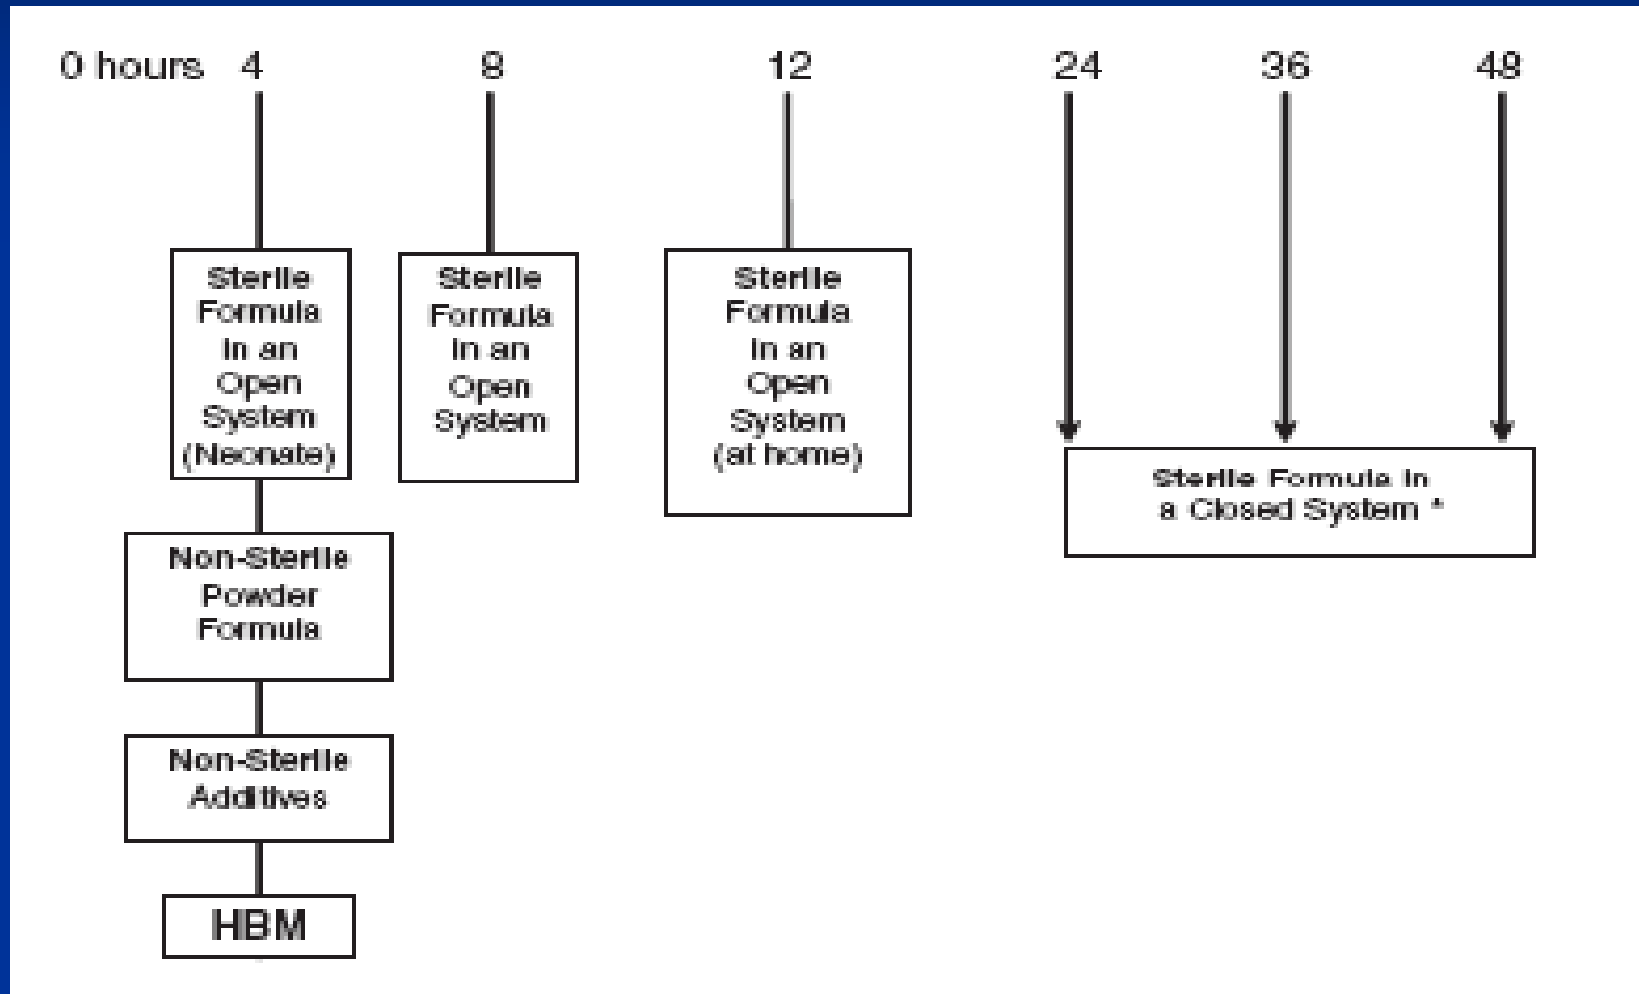 0 hours 4 8 12 24 36 48
Sterile
Formula
in an
Open
System
(Neonate)
Sterile
Formula
in an
Open
System
Sterile
Formula
in an
Open
System
(at home)
Sterile Formula in
a Closed System *
Non-Sterile
Powder
Formula
Non-Sterile
Additives
HBM